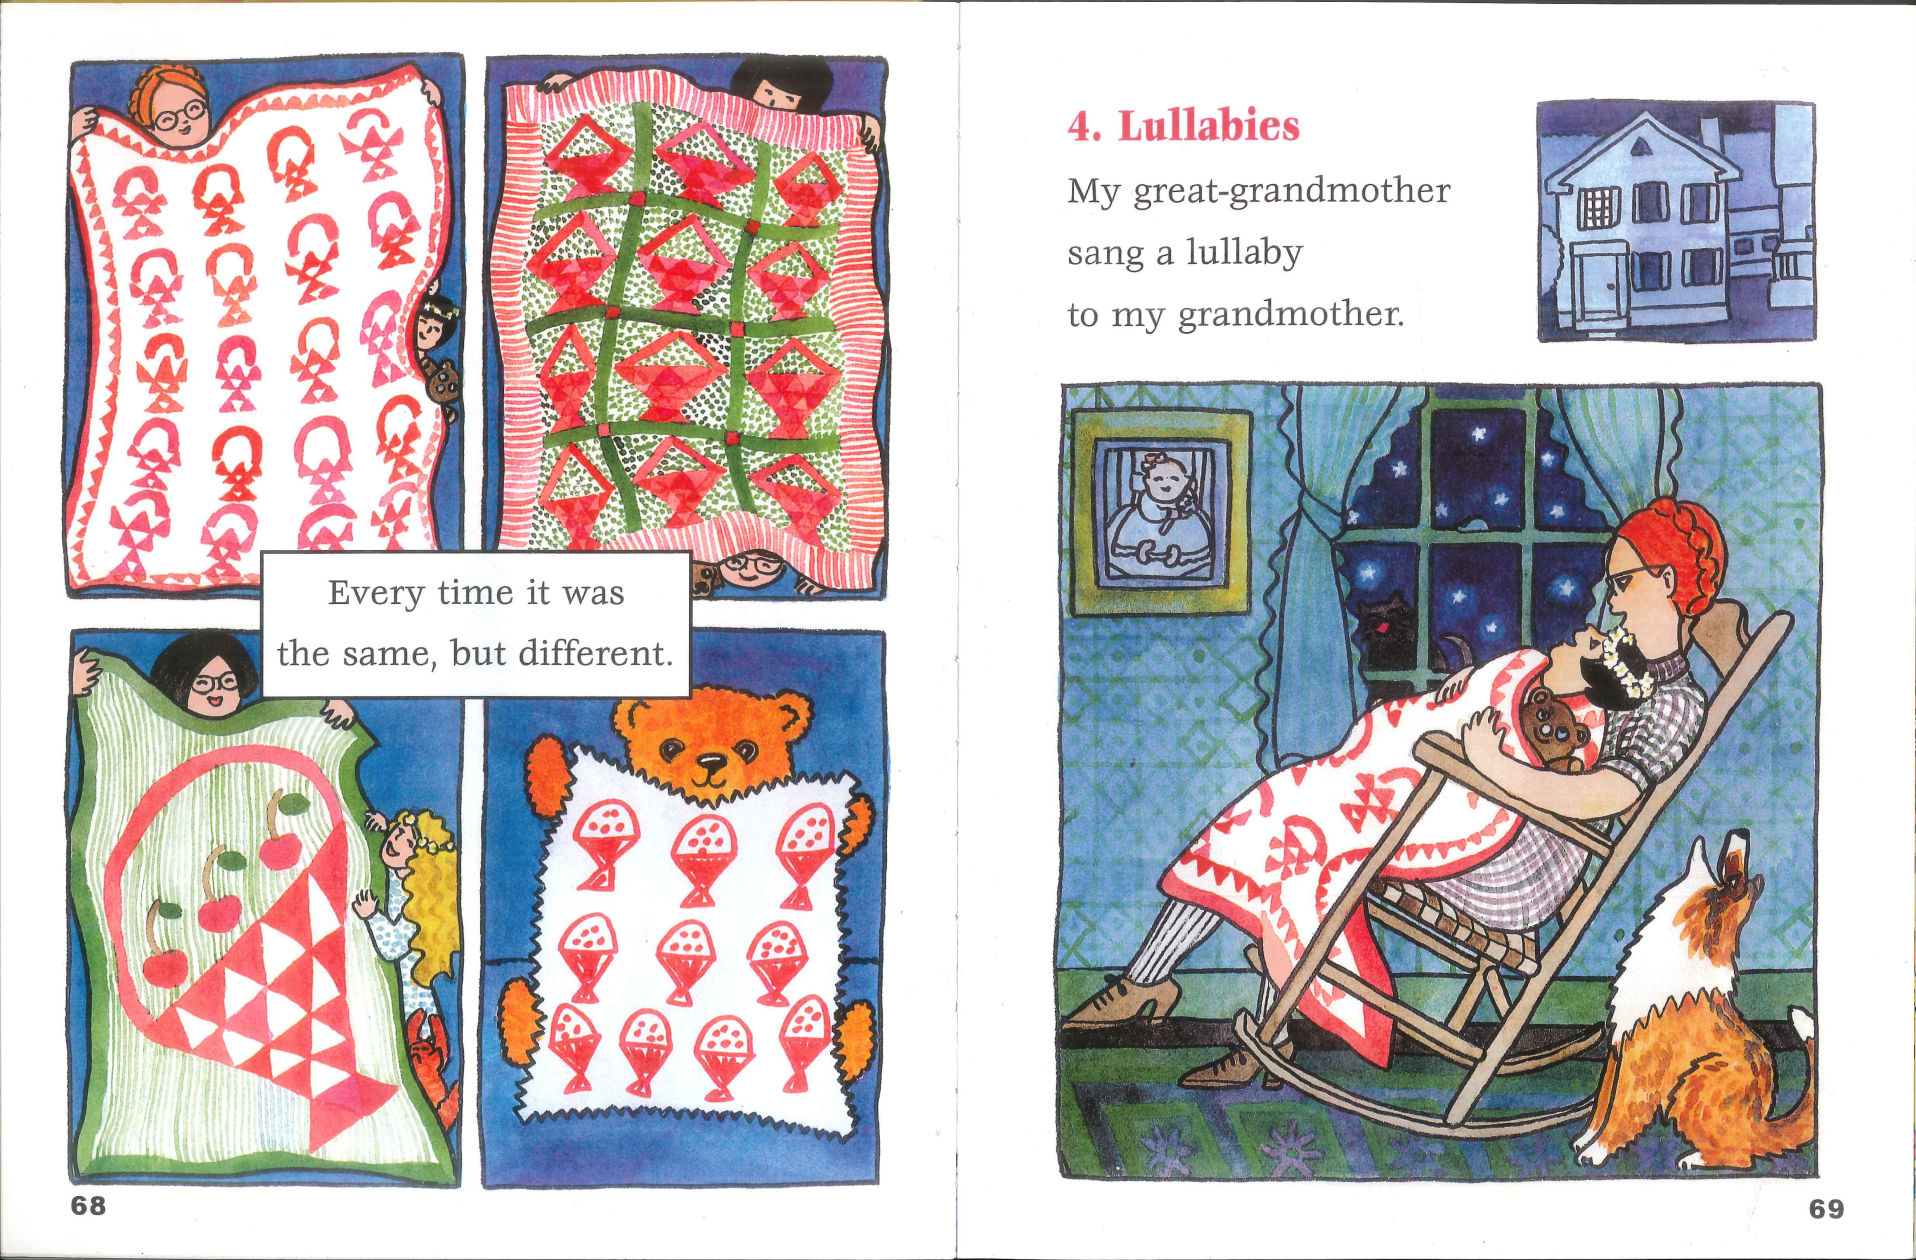 Every time it was
the same, but different.
68
4. Lullabies
My great-grandmother
sang a lullaby
to my grandmother.
69